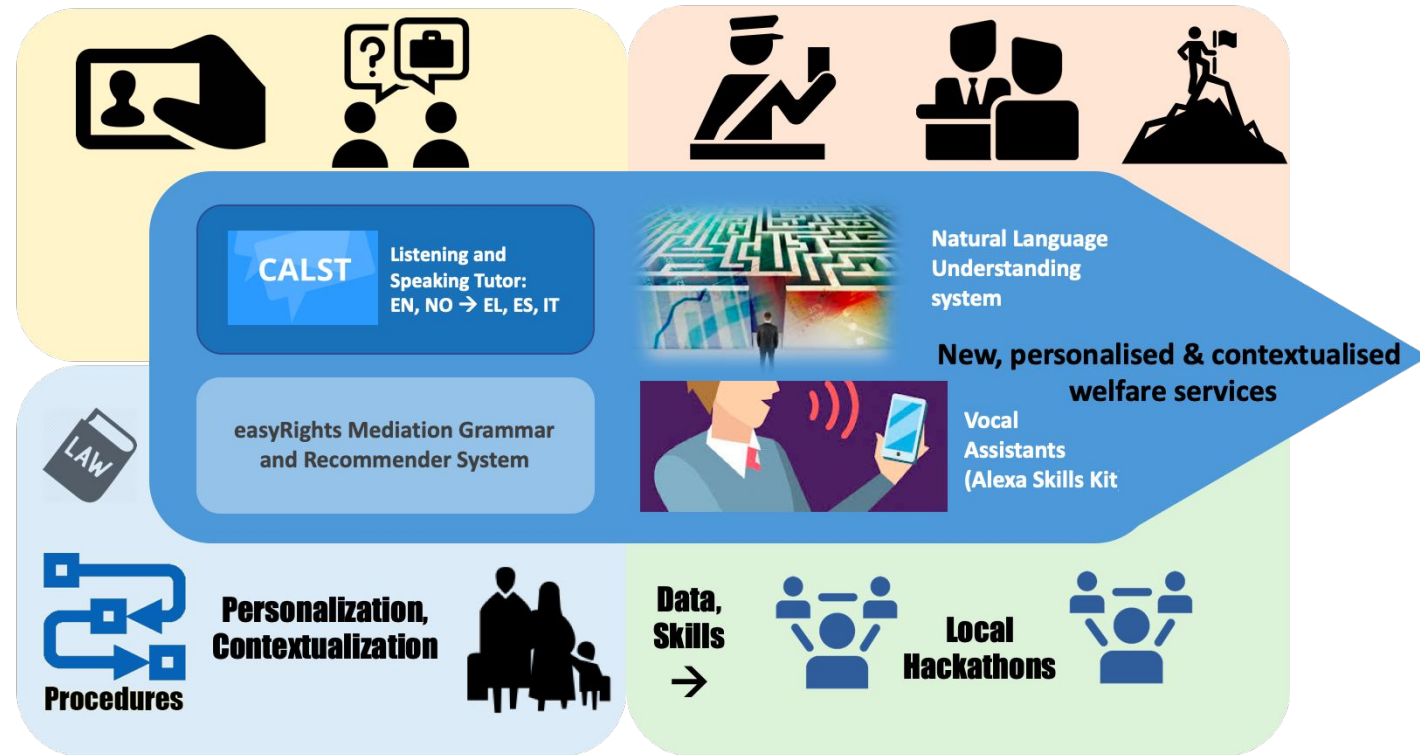 ?
CALST
Listening and
Speaking Tutor:
EN, NO → EL, ES, IT
Natural Language
Understanding
system
New, personalised & contextualised
welfare services
easyRights Mediation Grammar
and Recommender System
Vocal
Assistants
(Alexa Skills Kit
LAW
Procedures
Personalization,
Contextualization
Data,
Skills
→
Local
Hackathons